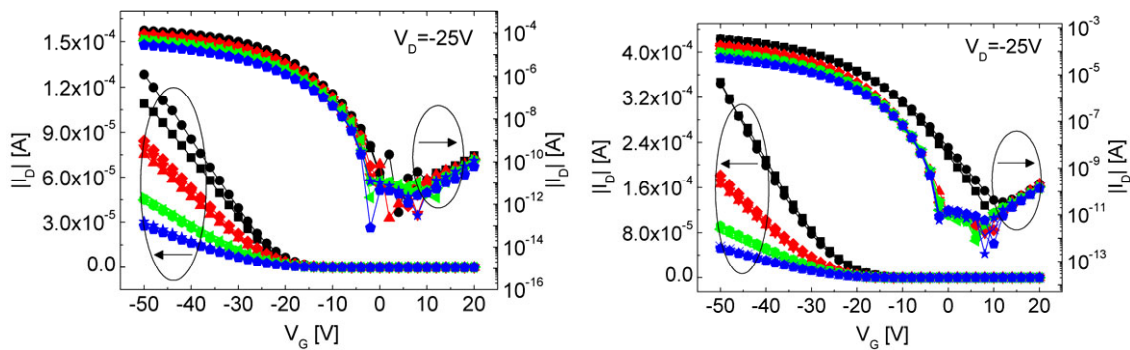 V_D=-25V
|I_D| [A]
1.5x10^-4
1.2x10^-4
9.0x10^-5
6.0x10^-5
3.0x10^-5
0.0
10^-4
10^-6
10^-8
10^-10
10^-12
10^-14
10^-16
|I_D| [A]
-50 -40 -30 -20 -10 0 10 20
V_G [V]
V_D=-25V
|I_D| [A]
4.0x10^-4
3.2x10^-4
2.4x10^-4
1.6x10^-4
8.0x10^-5
0.0
10^-3
10^-5
10^-7
10^-9
10^-11
10^-13
|I_D| [A]
-50 -40 -30 -20 -10 0 10 20
V_G [V]